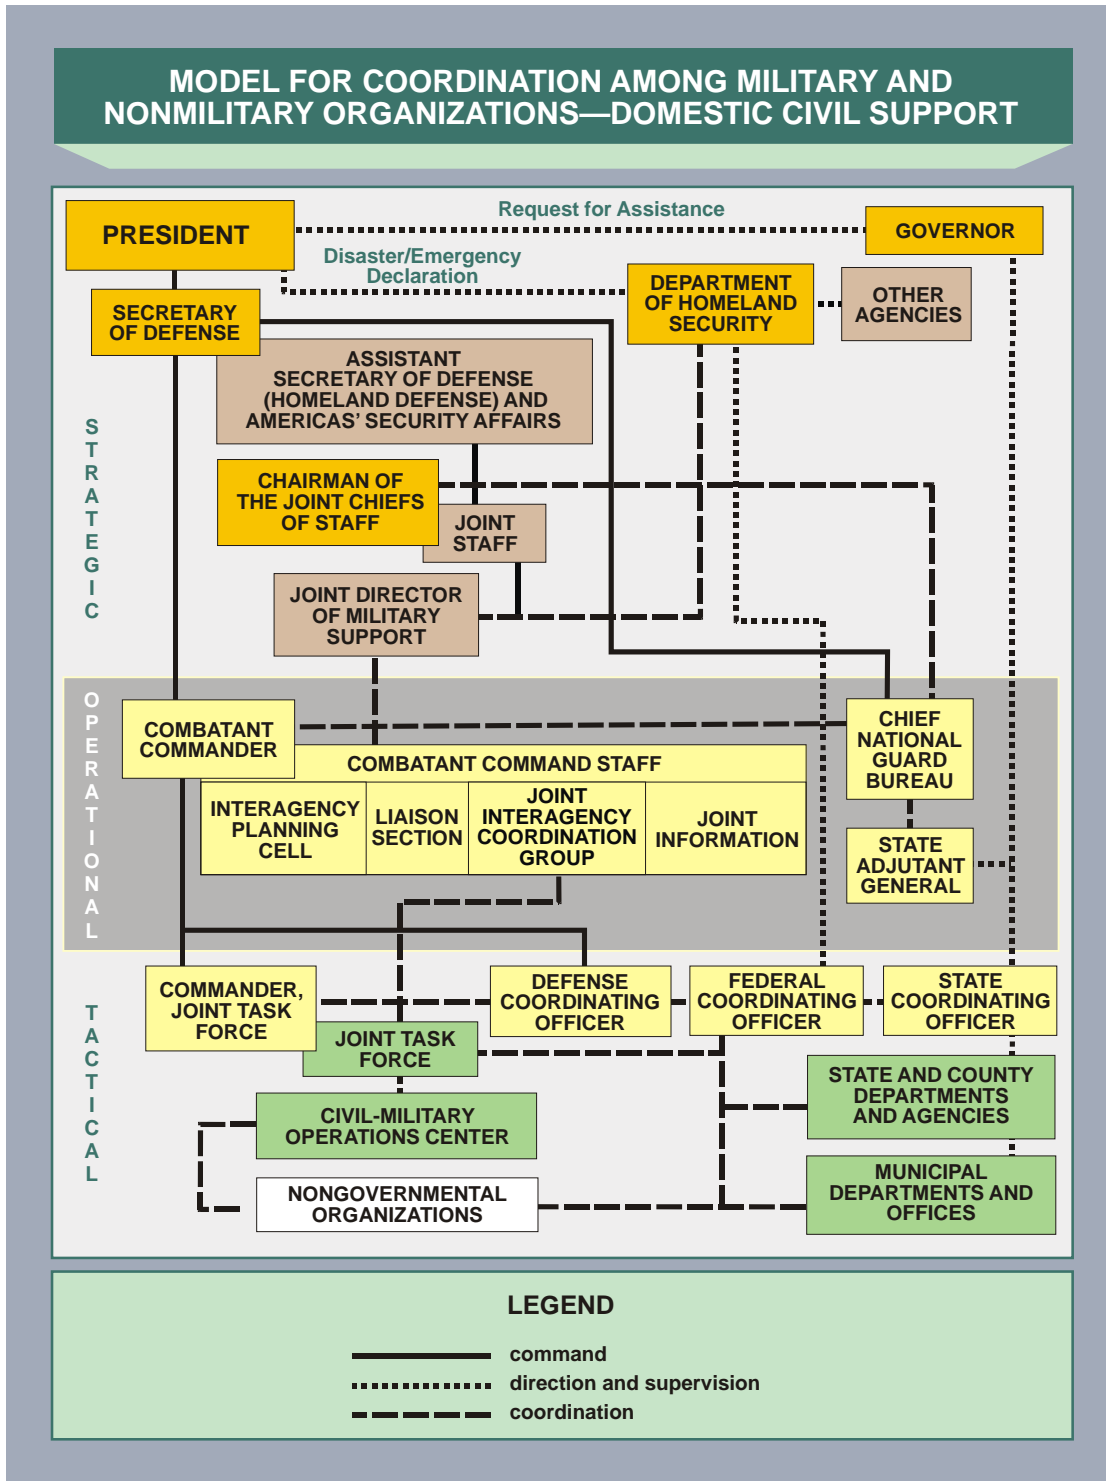 MODEL FOR COORDINATION AMONG MILITARY AND
NONMILITARY ORGANIZATIONS—DOMESTIC CIVIL SUPPORT
PRESIDENT
Request for Assistance
GOVERNOR
Disaster/Emergency
Declaration
SECRETARY
OF DEFENSE
DEPARTMENT
OF HOMELAND
SECURITY
OTHER
AGENCIES
ASSISTANT
SECRETARY OF DEFENSE
(HOMELAND DEFENSE) AND
AMERICAS' SECURITY AFFAIRS
STRATEGIC
CHAIRMAN OF
THE JOINT CHIEFS
OF STAFF
JOINT
STAFF
JOINT DIRECTOR
OF MILITARY
SUPPORT
OPERATIONAL
COMBATANT
COMMANDER
CHIEF
NATIONAL
GUARD
BUREAU
COMBATANT COMMAND STAFF
INTERAGENCY
PLANNING
CELL
LIAISON
SECTION
JOINT
INTERAGENCY
COORDINATION
GROUP
JOINT
INFORMATION
STATE
ADJUTANT
GENERAL
TACTICAL
COMMANDER,
JOINT TASK
FORCE
DEFENSE
COORDINATING
OFFICER
FEDERAL
COORDINATING
OFFICER
STATE
COORDINATING
OFFICER
JOINT TASK
FORCE
STATE AND COUNTY
DEPARTMENTS
AND AGENCIES
CIVIL-MILITARY
OPERATIONS CENTER
MUNICIPAL
DEPARTMENTS AND
OFFICES
NONGOVERNMENTAL
ORGANIZATIONS
LEGEND
command
direction and supervision
coordination